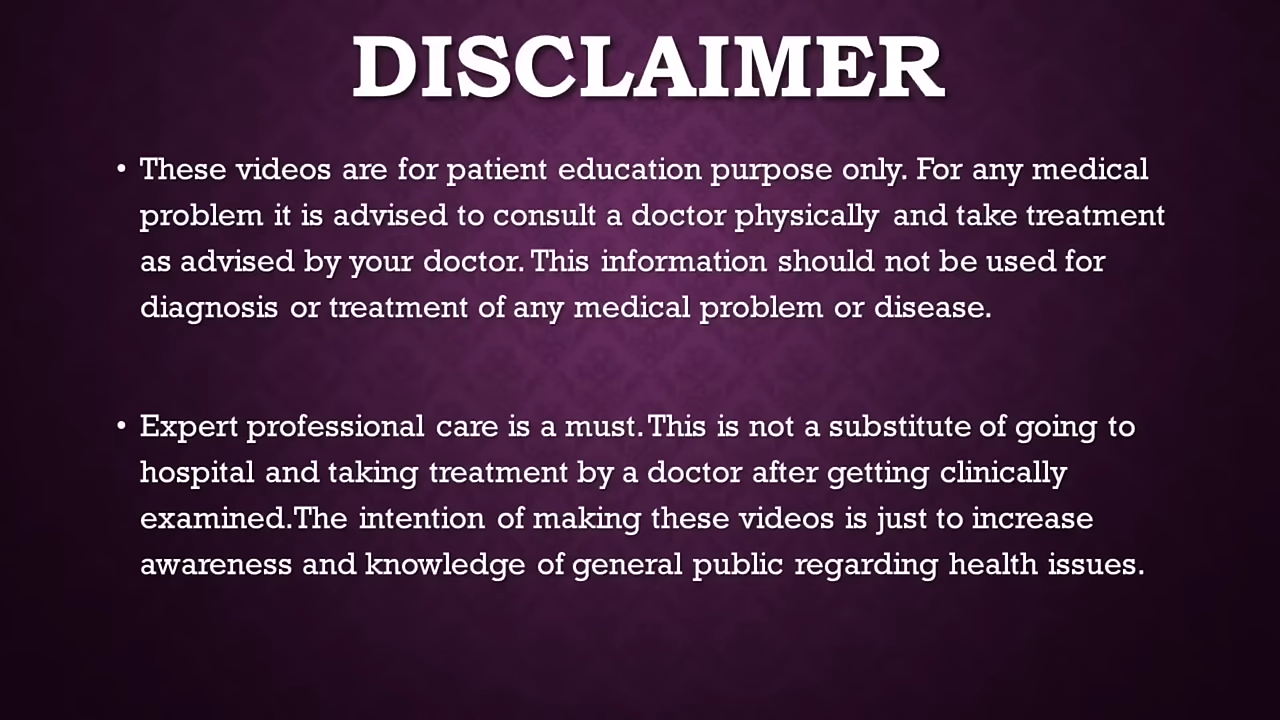 DISCLAIMER
• These videos are for patient education purpose only. For any medical
problem it is advised to consult a doctor physically and take treatment
as advised by your doctor. This information should not be used for
diagnosis or treatment of any medical problem or disease.
• Expert professional care is a must.This is not a substitute of going to
hospital and taking treatment by a doctor after getting clinically
examined.The intention of making these videos is just to increase
awareness and knowledge of general public regarding health issues.